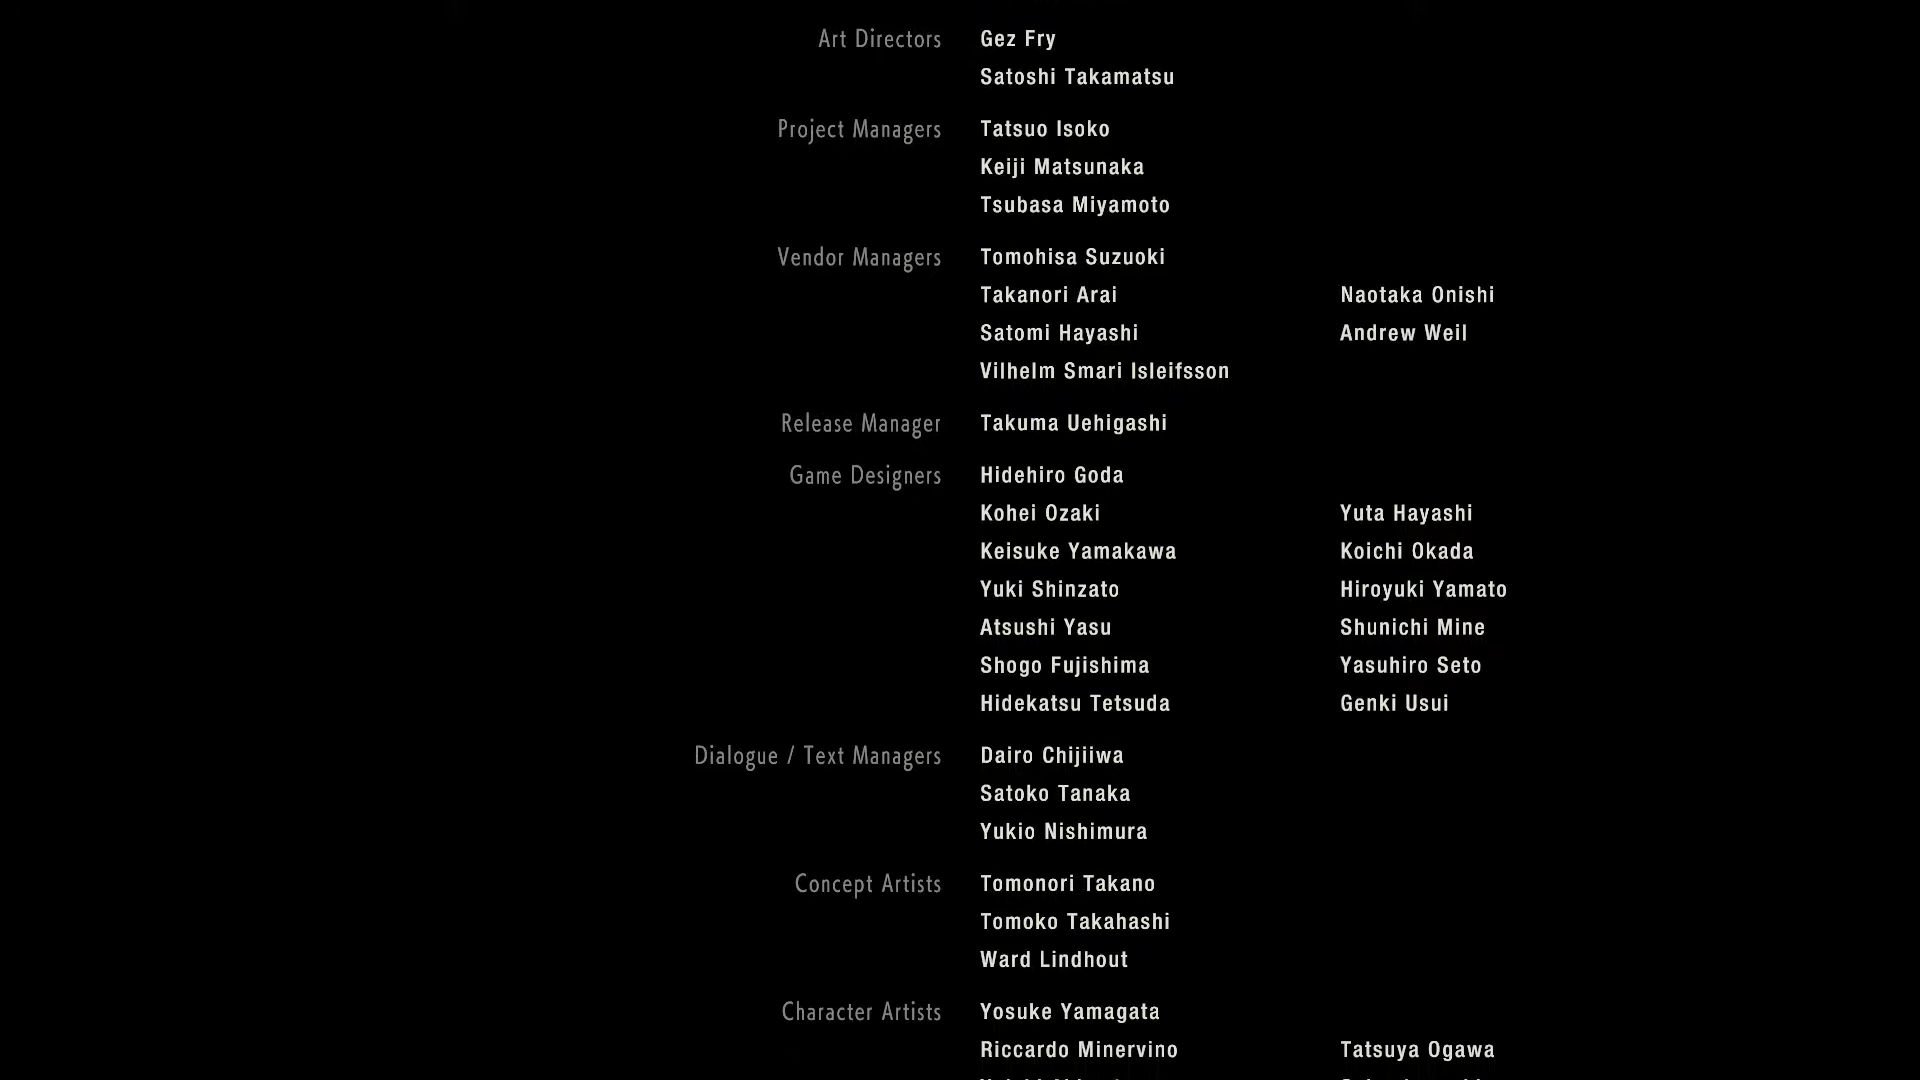 Art Directors Gez Fry
Satoshi Takamatsu
Project Managers Tatsuo Isoko
Keiji Matsunaka
Tsubasa Miyamoto
Vendor Managers Tomohisa Suzuoki
Takanori Arai Naotaka Onishi
Satomi Hayashi Andrew Weil
Vilhelm Smari Isleifsson
Release Manager Takuma Uehigashi
Game Designers Hidehiro Goda
Kohei Ozaki Yuta Hayashi
Keisuke Yamakawa Koichi Okada
Yuki Shinzato Hiroyuki Yamato
Atsushi Yasu Shunichi Mine
Shogo Fujishima Yasuhiro Seto
Hidekatsu Tetsuda Genki Usui
Dialogue / Text Managers Dairo Chijiiwa
Satoko Tanaka
Yukio Nishimura
Concept Artists Tomonori Takano
Tomoko Takahashi
Ward Lindhout
Character Artists Yosuke Yamagata
Riccardo Minervino Tatsuya Ogawa